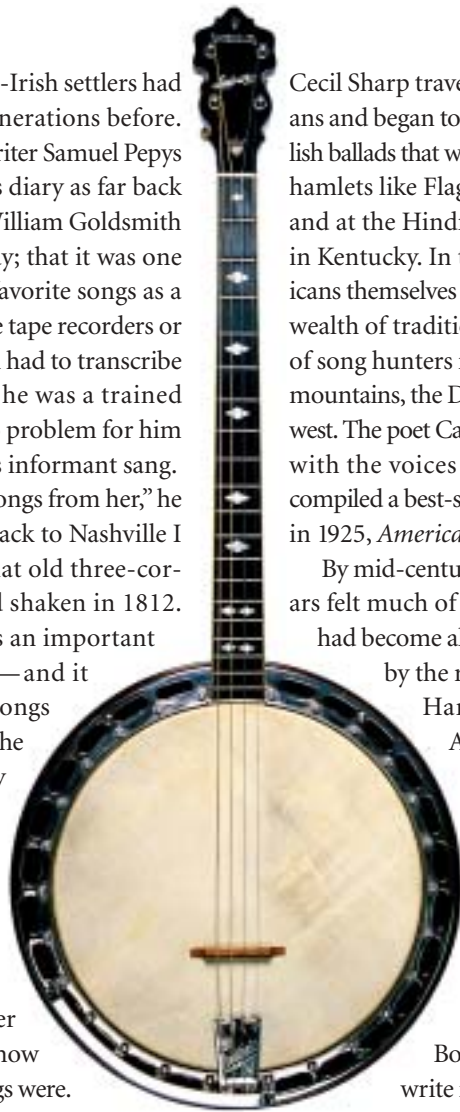 -Irish settlers had
nerations before.
riter Samuel Pepys
s diary as far back
Villiam Goldsmith
y; that it was one
avorite songs as a
e tape recorders or
had to transcribe
he was a trained
problem for him
s informant sang.
ongs from her,” he
ack to Nashville I
at old three-cor-
d shaken in 1812.
s an important
—and it
ongs
he
y
er
now
gs were.
Cecil Sharp trave
ans and began to
lish ballads that w
hamlets like Flag
and at the Hind
in Kentucky. In t
icans themselves
wealth of traditio
of song hunters i
mountains, the D
west. The poet Ca
with the voices
compiled a best-s
in 1925, America
By mid-centu
ars felt much of
had become al
by the r
Har
A
Bo
write